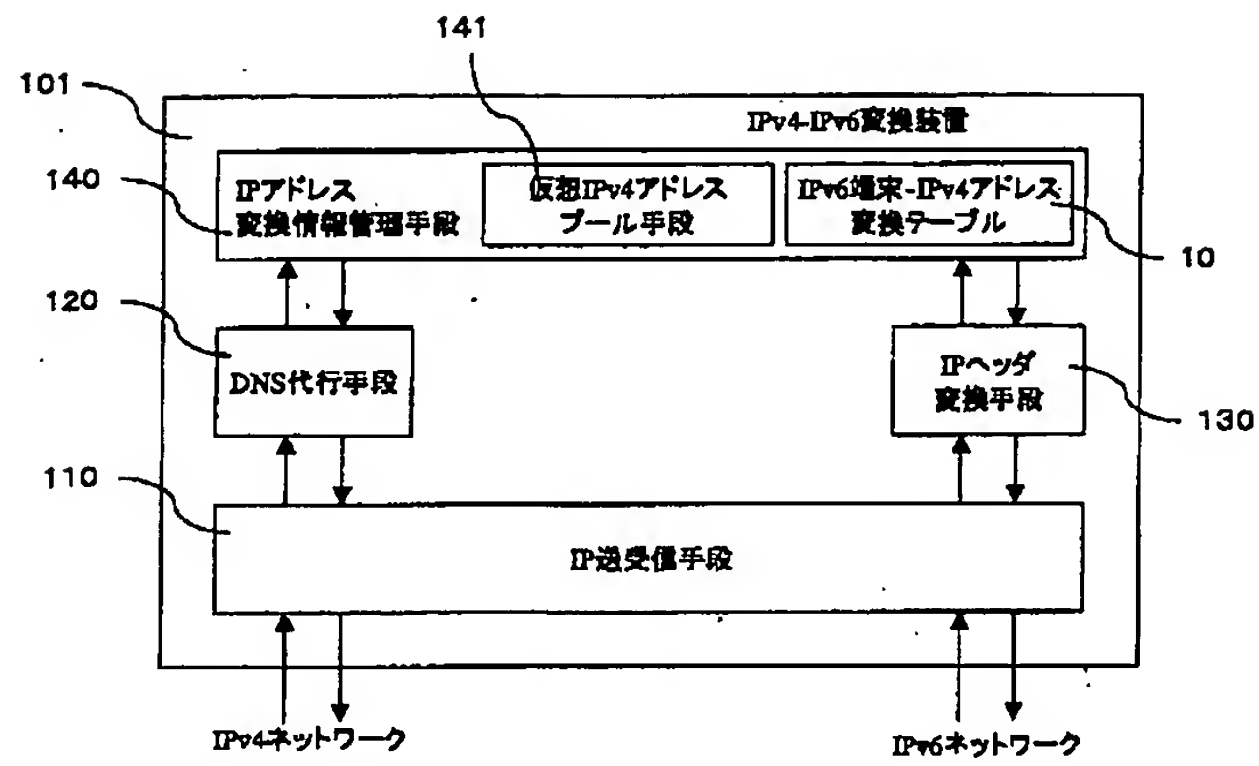 141
101
IPv4-IPv6変換装置
140
IPアドレス
変換情報管理手段
仮想IPv4アドレス
プール手段
IPv6端末-IPv4アドレス
変換テーブル
10
120
DNS代行手段
IPヘッダ
変換手段
130
110
IP送受信手段
IPv4ネットワーク
IPv6ネットワーク